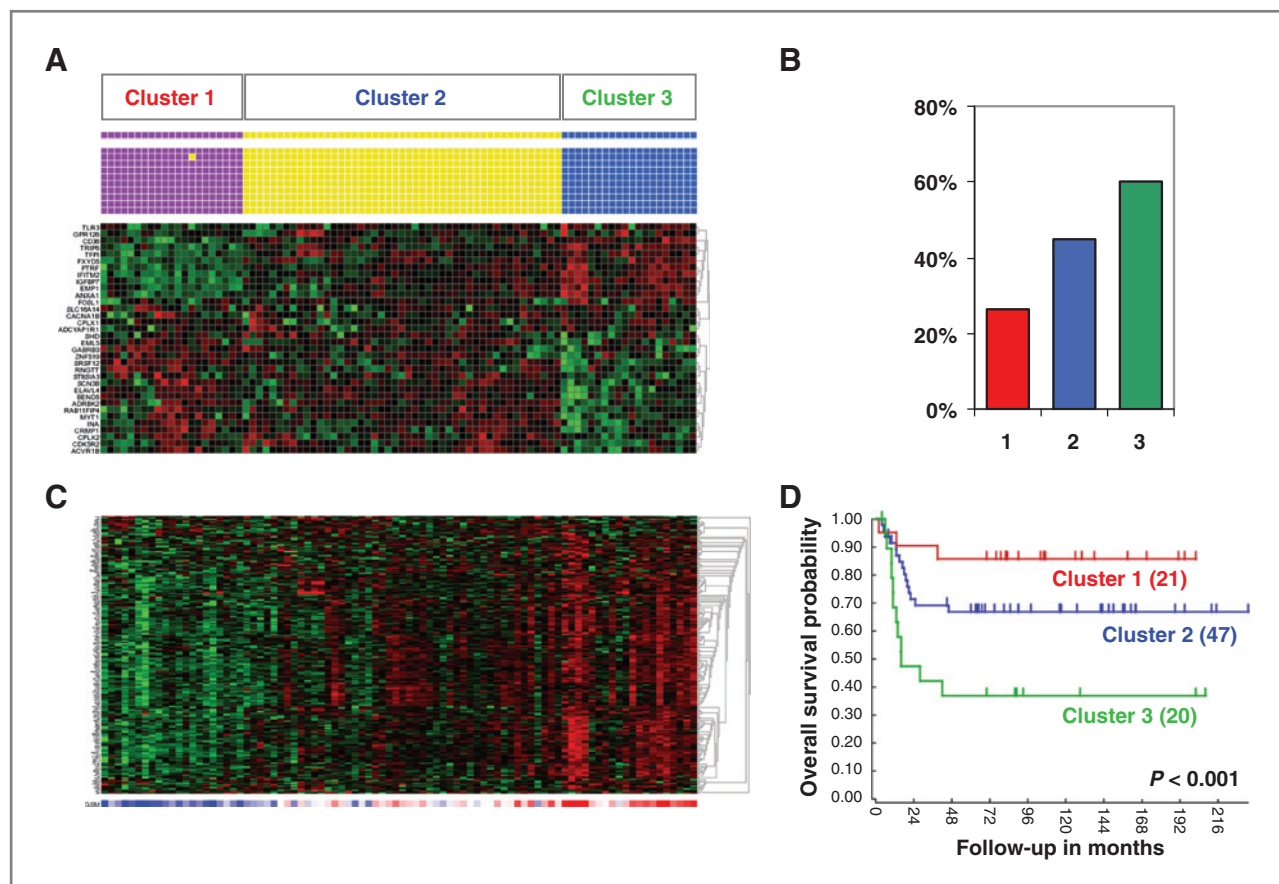 A
Cluster 1 Cluster 2 Cluster 3
TLR3
GPR126
CD36
TRIP6
TFPI
FXYD5
PTRF
IFITM2
IGFBP7
EMP1
ANXA1
FOSL1
SLC16A14
CACNA1B
CPLX1
ADCYAP1R1
SHD
EML5
GABRB3
ZNF519
SRSF12
RNGTT
ST8SIA3
SCN3B
ELAVL4
BEND5
ADRBK2
RAB11FIP4
MYT1
INA
CRMP1
CPLX2
CDK5R2
ACVR1B
B
80%
60%
40%
20%
0%
1 2 3
C
D
Overall survival probability
1.00
0.90
0.80
0.70
0.60
0.50
0.40
0.30
0.20
0.10
0.00
Cluster 1 (21)
Cluster 2 (47)
Cluster 3 (20)
P < 0.001
0 24 48 72 96 120 144 168 192 216
Follow-up in months